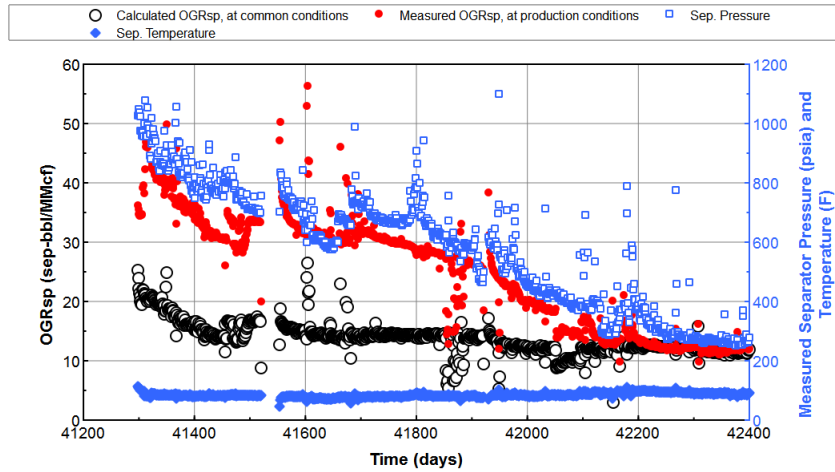 Calculated OGRsp, at common conditions Measured OGRsp, at production conditions Sep. Pressure
Sep. Temperature
60 1200
50 1000
40 800
30 600
20 400
10 200
0 0
41200 41400 41600 41800 42000 42200 42400
Time (days)
OGRsp (sep-bbl/MMcf)
Measured Separator Pressure (psia) and
Temperature (F)